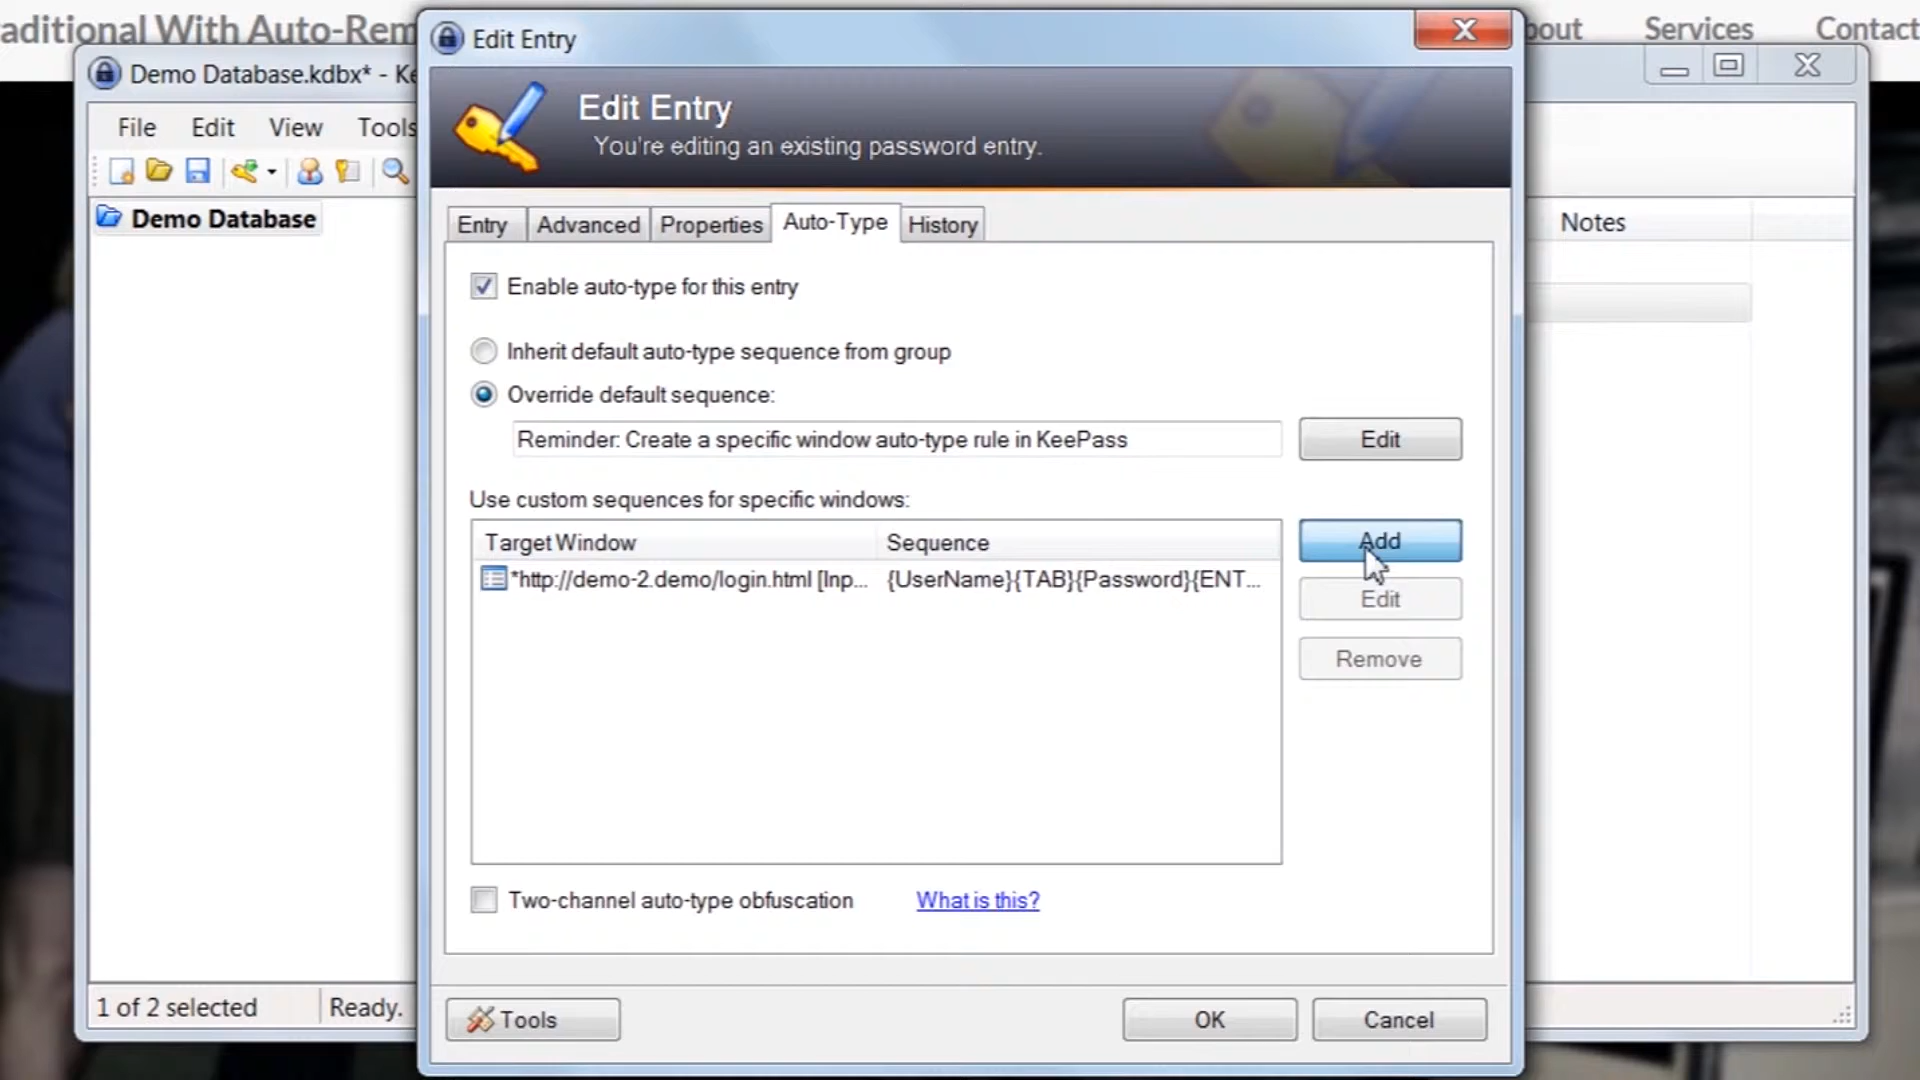 aditional With Auto-Rem
bout Services Contact
Demo Database.kdbx* - Ke
File Edit View Tools
Demo Database
Notes
1 of 2 selected Ready.
Edit Entry
Edit Entry
You're editing an existing password entry.
Entry Advanced Properties Auto-Type History
Enable auto-type for this entry
Inherit default auto-type sequence from group
Override default sequence:
Reminder: Create a specific window auto-type rule in KeePass Edit
Use custom sequences for specific windows:
Target Window Sequence Add
*http://demo-2.demo/login.html [Inp... {UserName}{TAB}{Password}{ENT...
Edit
Remove
Two-channel auto-type obfuscation What is this?
Tools OK Cancel